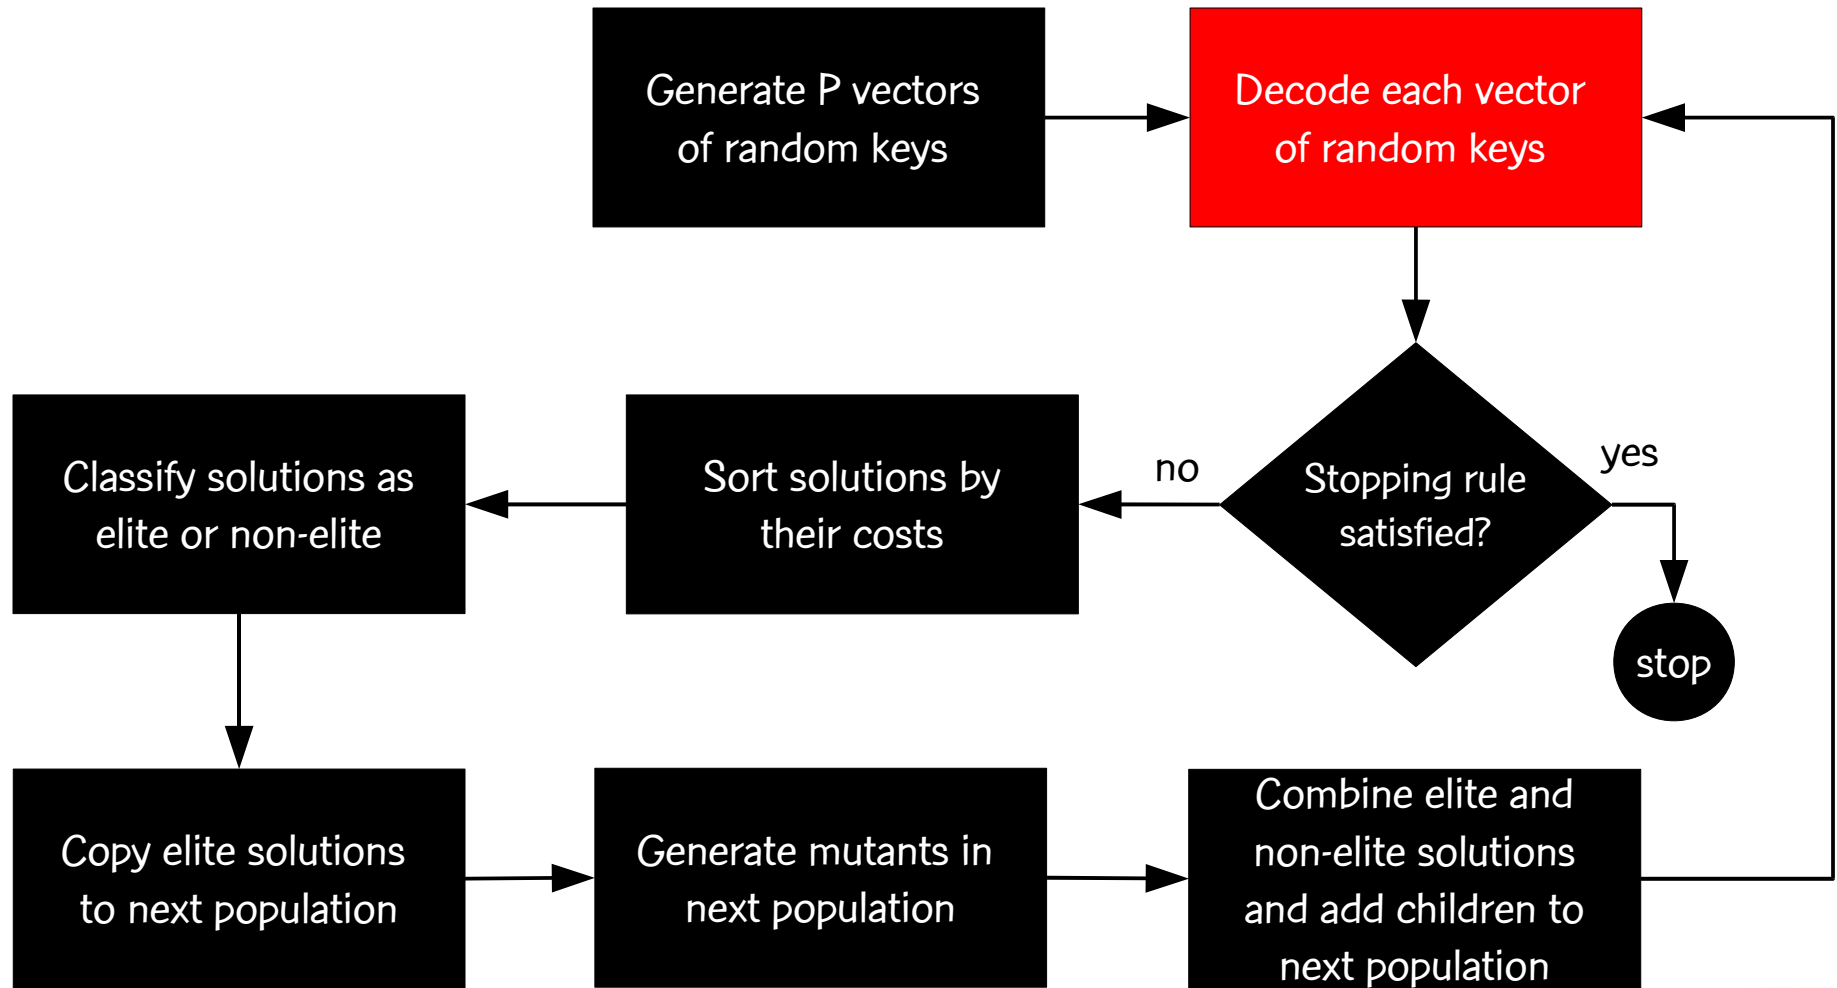 Generate P vectors
of random keys
Decode each vector
of random keys
Classify solutions as
elite or non-elite
Sort solutions by
their costs
no
Stopping rule
satisfied?
yes
stop
Copy elite solutions
to next population
Generate mutants in
next population
Combine elite and
non-elite solutions
and add children to
next population